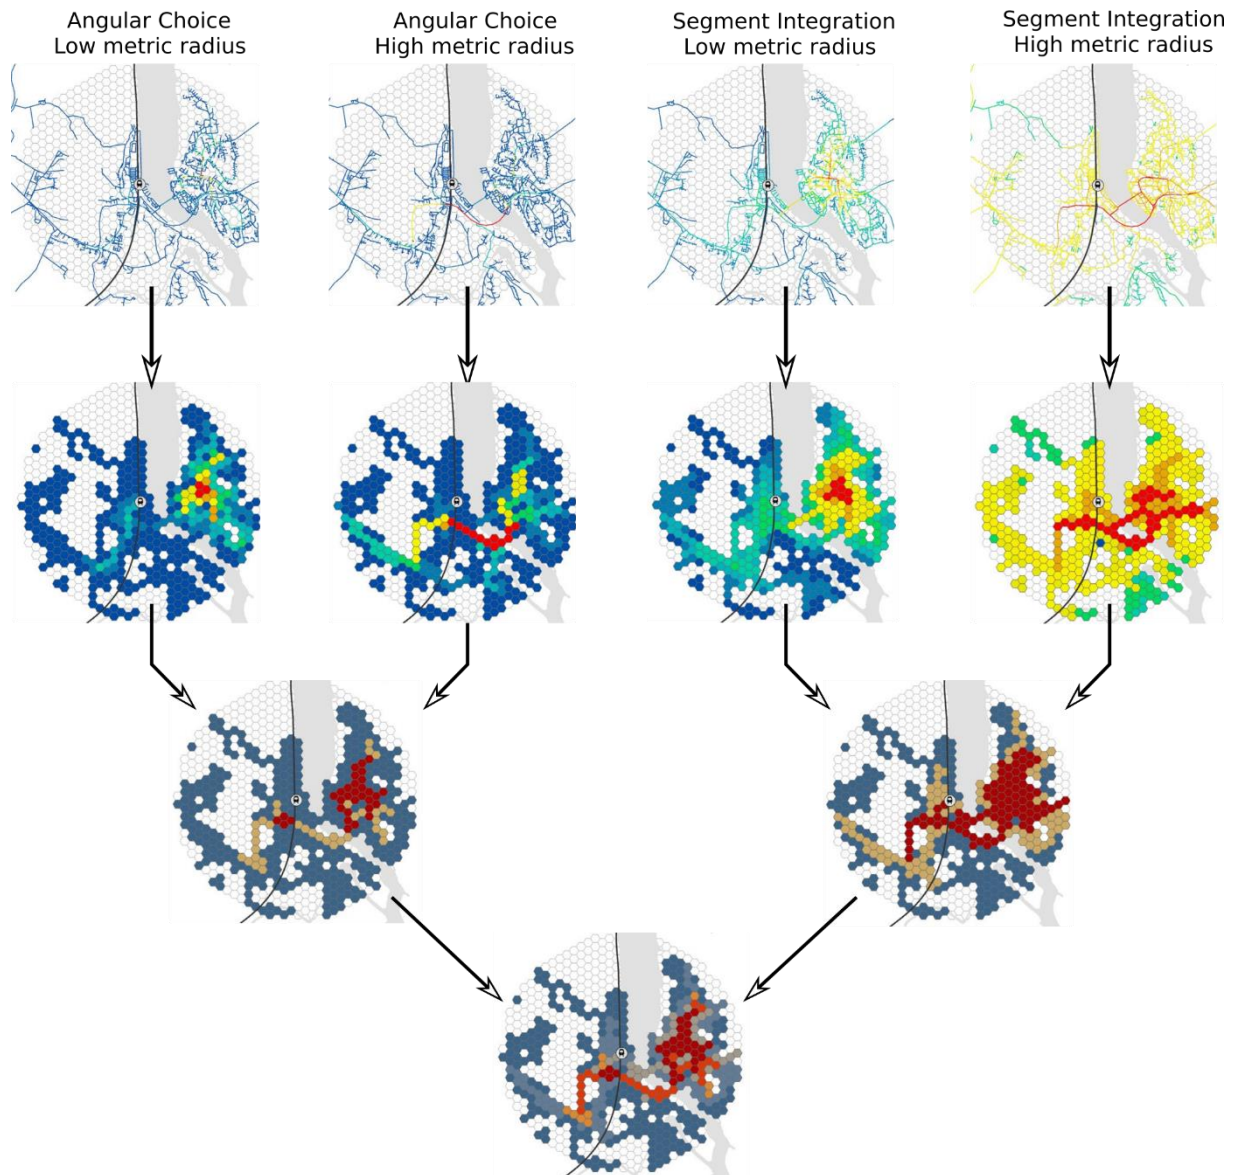 Angular Choice
Low metric radius
Angular Choice
High metric radius
Segment Integration
Low metric radius
Segment Integration
High metric radius